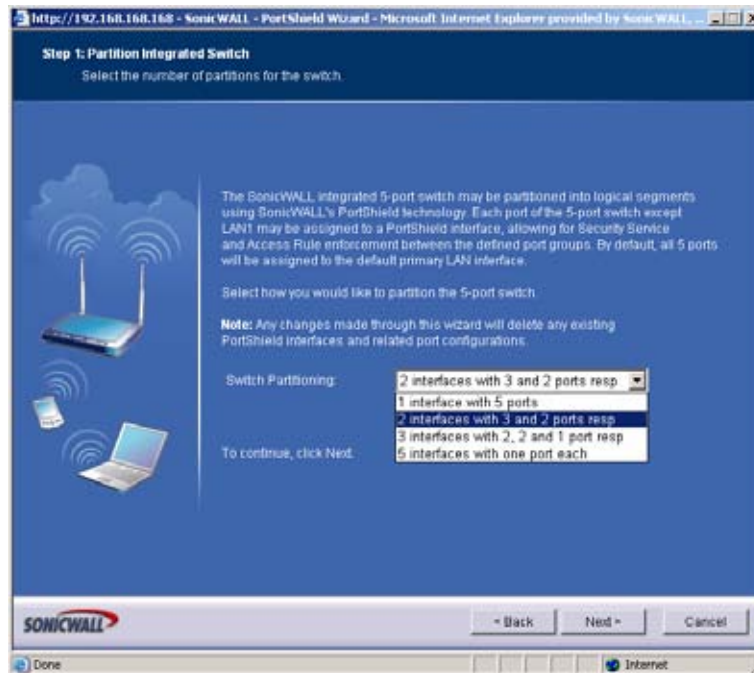 http://192.168.168.168 - SonicWALL - PortShield Wizard - Microsoft Internet Explorer provided by SonicWALL, ...
Step 1: Partition Integrated Switch
Select the number of partitions for the switch.
The SonicWALL integrated 5-port switch may be partitioned into logical segments
using SonicWALL's PortShield technology. Each port of the 5-port switch except
LAN1 may be assigned to a PortShield interface, allowing for Security Service
and Access Rule enforcement between the defined port groups. By default, all 5 ports
will be assigned to the default primary LAN interface.
Select how you would like to partition the 5-port switch.
Note: Any changes made through this wizard will delete any existing
PortShield interfaces and related port configurations.
Switch Partitioning: 2 interfaces with 3 and 2 ports resp
1 interface with 5 ports
2 interfaces with 3 and 2 ports resp
3 interfaces with 2, 2 and 1 port resp
5 interfaces with one port each
To continue, click Next.
SONICWALL
< Back Next > Cancel
Done Internet